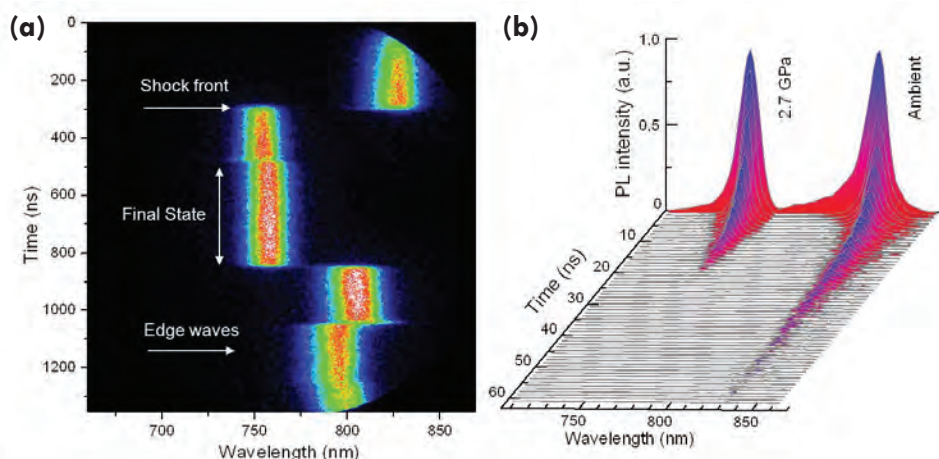 (a)
0
200
400
600
800
1000
1200
Time (ns)
Shock front
Final State
Edge waves
700
750
800
850
Wavelength (nm)
(b)
1.0
0.5
0
PL intensity (a.u.)
2.7 GPa
Ambient
10
20
30
40
50
60
Time (ns)
750
800
850
Wavelength (nm)